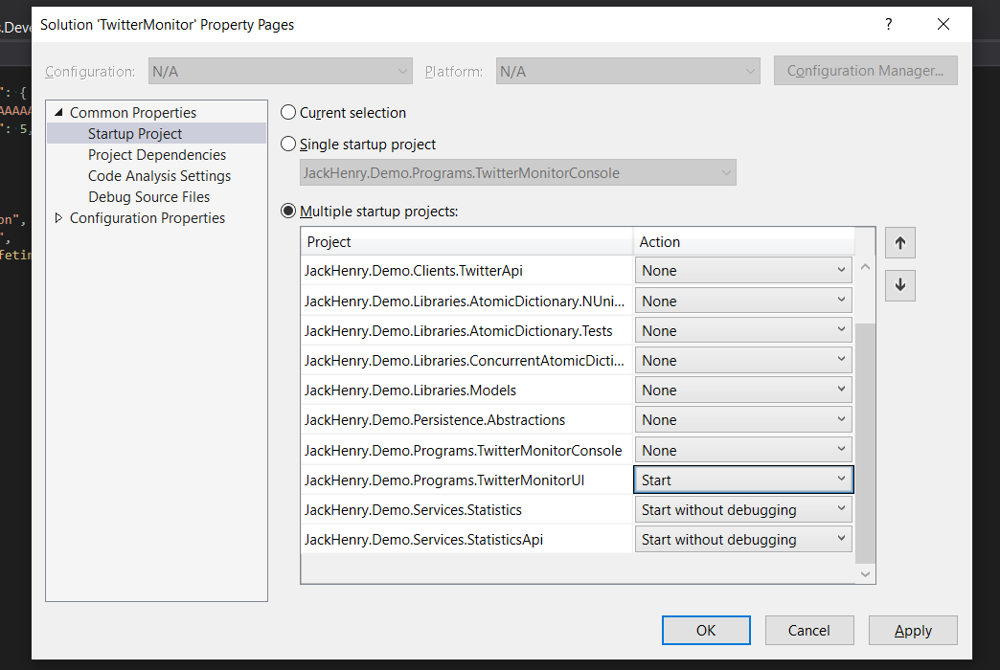 .Deve
Solution 'TwitterMonitor' Property Pages
?
Configuration: N/A Platform: N/A Configuration Manager...
": {
AAAAA
": 5,
on",
",
fetim
Common Properties
Startup Project
Project Dependencies
Code Analysis Settings
Debug Source Files
Configuration Properties
Current selection
Single startup project
JackHenry.Demo.Programs.TwitterMonitorConsole
Multiple startup projects:
Project Action
JackHenry.Demo.Clients.TwitterApi None
JackHenry.Demo.Libraries.AtomicDictionary.NUni... None
JackHenry.Demo.Libraries.AtomicDictionary.Tests None
JackHenry.Demo.Libraries.ConcurrentAtomicDicti... None
JackHenry.Demo.Libraries.Models None
JackHenry.Demo.Persistence.Abstractions None
JackHenry.Demo.Programs.TwitterMonitorConsole None
JackHenry.Demo.Programs.TwitterMonitorUI Start
JackHenry.Demo.Services.Statistics Start without debugging
JackHenry.Demo.Services.StatisticsApi Start without debugging
OK Cancel Apply